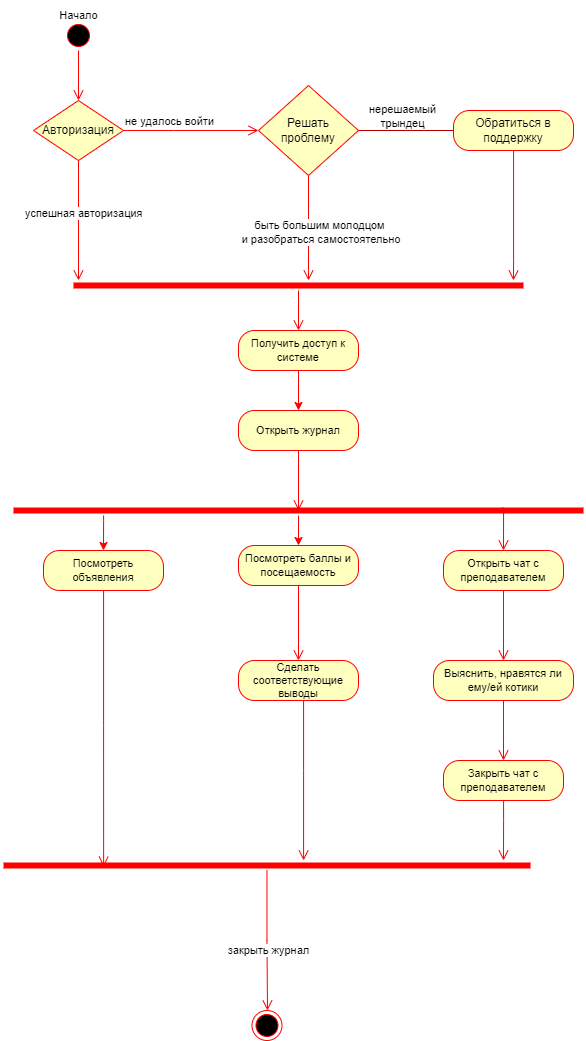 Начало
Авторизация
не удалось войти
Решать
проблему
нерешаемый
трындец
Обратиться в
поддержку
успешная авторизация
быть большим молодцом
и разобраться самостоятельно
Получить доступ к
системе
Открыть журнал
Посмотреть
объявления
Посмотреть баллы и
посещаемость
Открыть чат с
преподавателем
Сделать
соответствующие
выводы
Выяснить, нравятся ли
ему/ей котики
Закрыть чат с
преподавателем
закрыть журнал